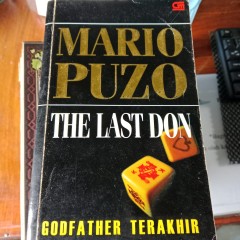 MARIO
PUZO
THE LAST DON
GODFATHER TERAKHIR